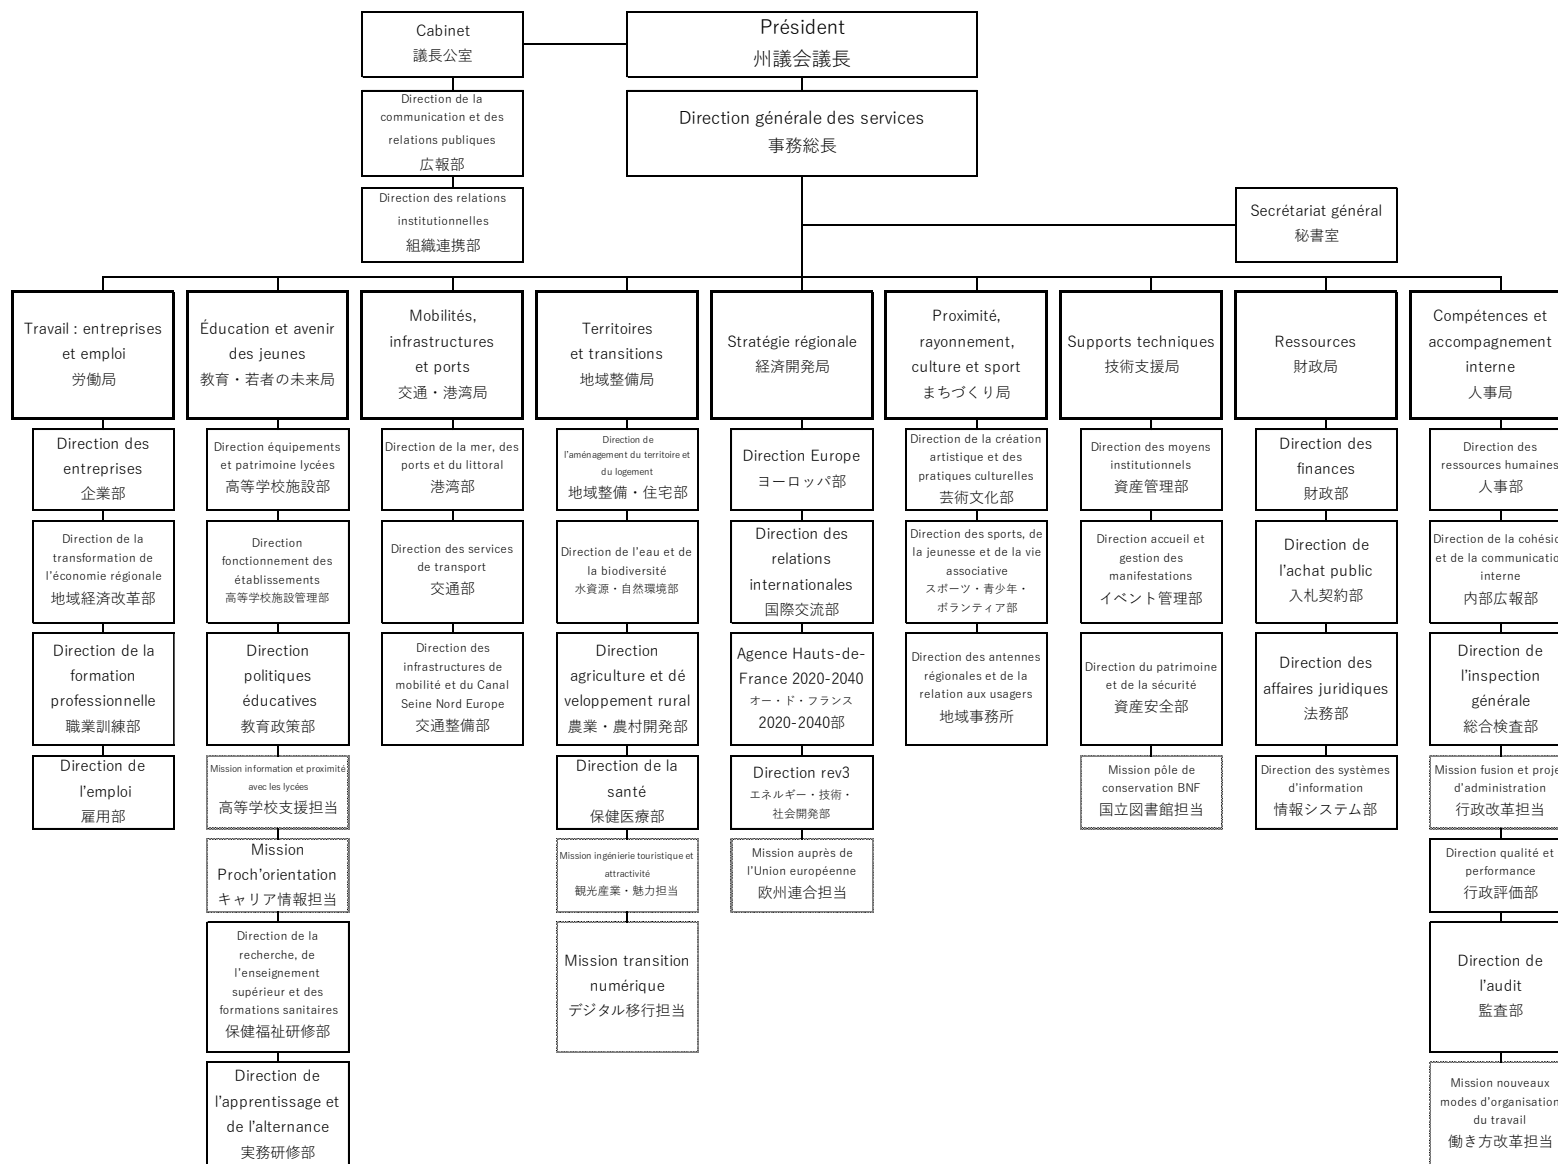 Cabinet
議長公室
Président
州議会議長
Direction de la
communication et des
relations publiques
広報部
Direction générale des services
事務総長
Direction des relations
institutionnelles
組織連携部
Secrétariat général
秘書室
Travail : entreprises
et emploi
労働局
Éducation et avenir
des jeunes
教育・若者の未来局
Mobilités,
infrastructures
et ports
交通・港湾局
Territoires
et transitions
地域整備局
Stratégie régionale
経済開発局
Proximité,
rayonnement,
culture et sport
まちづくり局
Supports techniques
技術支援局
Ressources
財政局
Compétences et
accompagnement
interne
人事局
Direction des
entreprises
企業部
Direction équipements
et patrimoine lycées
高等学校施設部
Direction de la mer, des
ports et du littoral
港湾部
Direction de
l'aménagement du territoire et
du logement
地域整備・住宅部
Direction Europe
ヨーロッパ部
Direction de la création
artistique et des
pratiques culturelles
芸術文化部
Direction des moyens
institutionnels
資産管理部
Direction des
finances
財政部
Direction des
ressources humaines
人事部
Direction de la
transformation de
l'économie régionale
地域経済改革部
Direction
fonctionnement des
établissements
高等学校施設管理部
Direction des services
de transport
交通部
Direction de l'eau et de
la biodiversité
水資源・自然環境部
Direction des
relations
internationales
国際交流部
Direction des sports, de
la jeunesse et de la vie
associative
スポーツ・青少年・
ボランティア部
Direction accueil et
gestion des
manifestations
イベント管理部
Direction de
l'achat public
入札契約部
Direction de la cohésio
et de la communicatio
interne
内部広報部
Direction de la
formation
professionnelle
職業訓練部
Direction
politiques
éducatives
教育政策部
Direction des
infrastructures de
mobilité et du Canal
Seine Nord Europe
交通整備部
Direction
agriculture et dé
veloppement rural
農業・農村開発部
Agence Hauts-de-
France 2020-2040
オー・ド・フランス
2020-2040部
Direction des antennes
régionales et de la
relation aux usagers
地域事務所
Direction du patrimoine
et de la sécurité
資産安全部
Direction des
affaires juridiques
法務部
Direction de
l'inspection
générale
総合検査部
Direction de
l'emploi
雇用部
Mission information et proximité
avec les lycées
高等学校支援担当
Direction de la
santé
保健医療部
Direction rev3
エネルギー・技術・
社会開発部
Mission pôle de
conservation BNF
国立図書館担当
Direction des systèmes
d'information
情報システム部
Mission fusion et proje
d'administration
行政改革担当
Mission
Proch'orientation
キャリア情報担当
Mission ingénierie touristique et
attractivité
観光産業・魅力担当
Mission auprès de
l'Union européenne
欧州連合担当
Direction qualité et
performance
行政評価部
Direction de la
recherche, de
l'enseignement
supérieur et des
formations sanitaires
保健福祉研修部
Mission transition
numérique
デジタル移行担当
Direction de
l'audit
監査部
Direction de
l'apprentissage et
de l'alternance
実務研修部
Mission nouveaux
modes d'organisation
du travail
働き方改革担当